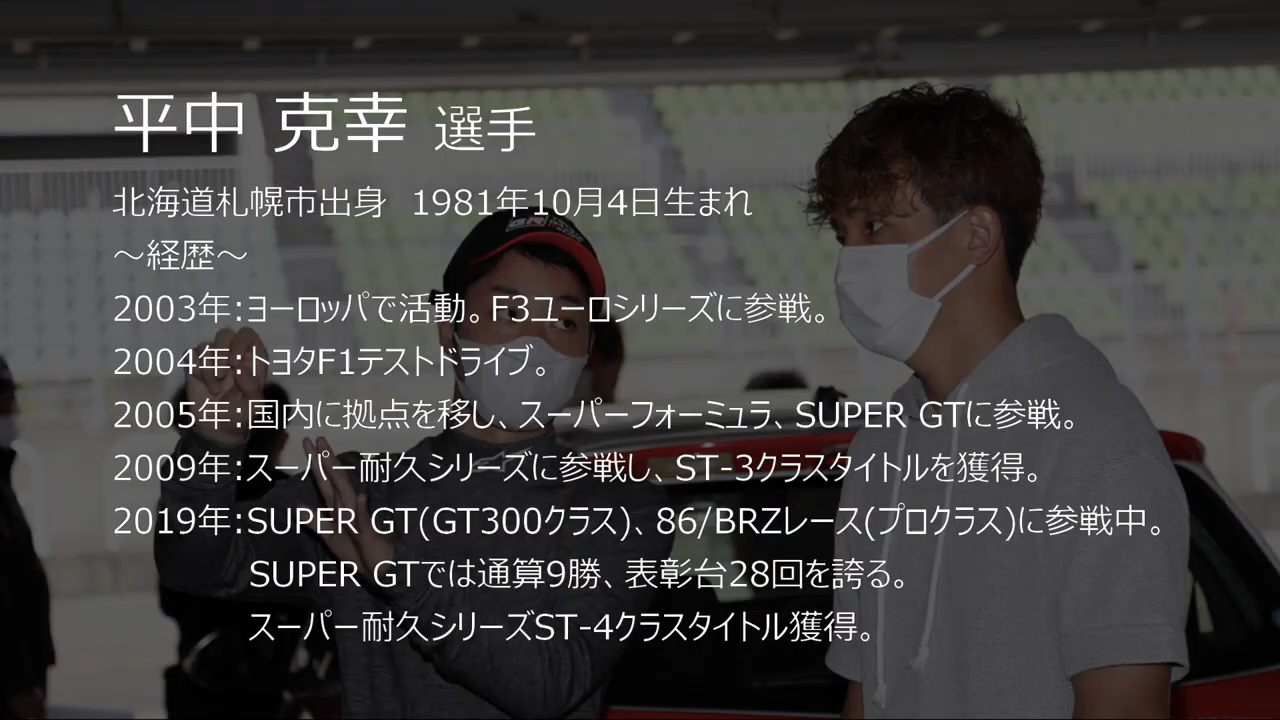 平中 克幸 選手
北海道札幌市出身　1981年10月4日生まれ
～経歴～
2003年:ヨーロッパで活動。F3ユーロシリーズに参戦。
2004年:トヨタF1テストドライブ。
2005年:国内に拠点を移し、スーパーフォーミュラ、SUPER GTに参戦。
2009年:スーパー耐久シリーズに参戦し、ST-3クラスタイトルを獲得。
2019年:SUPER GT(GT300クラス)、86/BRZレース(プロクラス)に参戦中。
SUPER GTでは通算9勝、表彰台28回を誇る。
スーパー耐久シリーズST-4クラスタイトル獲得。